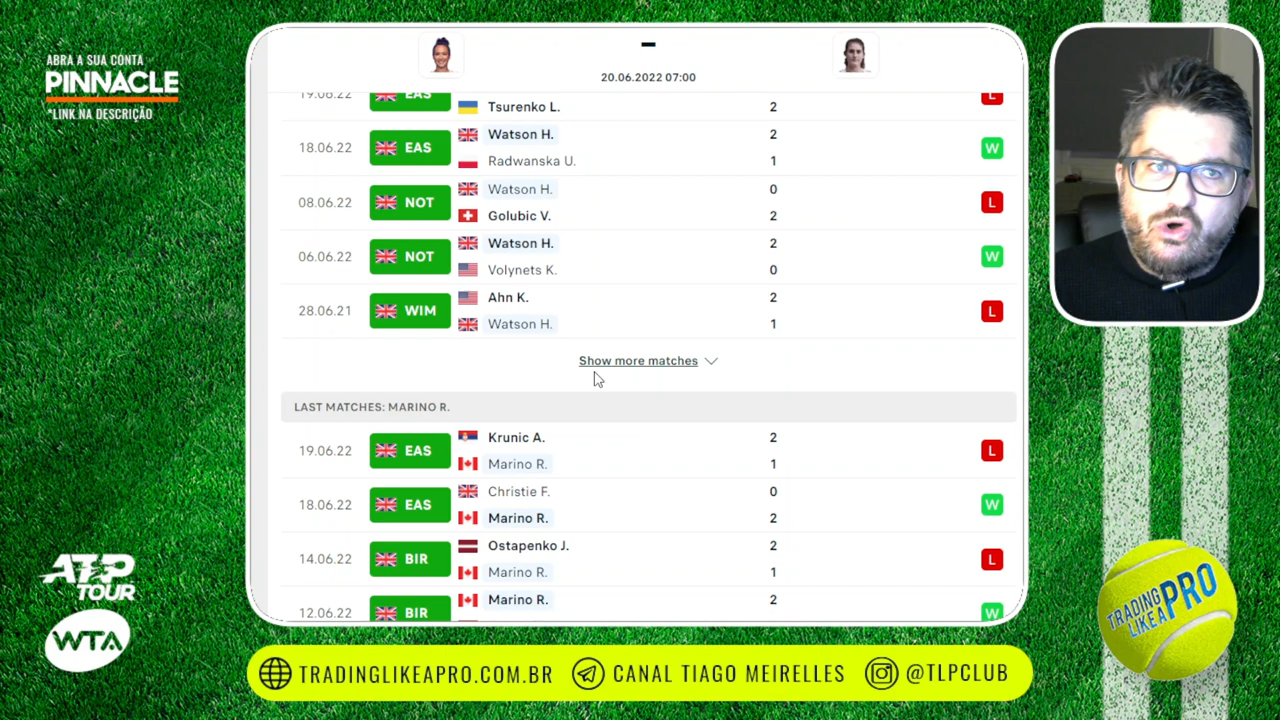 ABRA A SUA CONTA
PINNACLE
*LINK NA DESCRIÇÃO
20.06.2022 07:00
19.06.22 EAS Tsurenko L. 2 L
18.06.22 EAS Watson H. 2 W
Radwanska U. 1
08.06.22 NOT Watson H. 0 L
Golubic V. 2
06.06.22 NOT Watson H. 2 W
Volynets K. 0
28.06.21 WIM Ahn K. 2 L
Watson H. 1
Show more matches
LAST MATCHES: MARINO R.
19.06.22 EAS Krunic A. 2 L
Marino R. 1
18.06.22 EAS Christie F. 0 W
Marino R. 2
14.06.22 BIR Ostapenko J. 2 L
Marino R. 1
12.06.22 BIR Marino R. 2 W
ATP
TOUR
WTA
TRADING
LIKE A
PRO
TRADINGLIKEAPRO.COM.BR CANAL TIAGO MEIRELLES @TLPCLUB